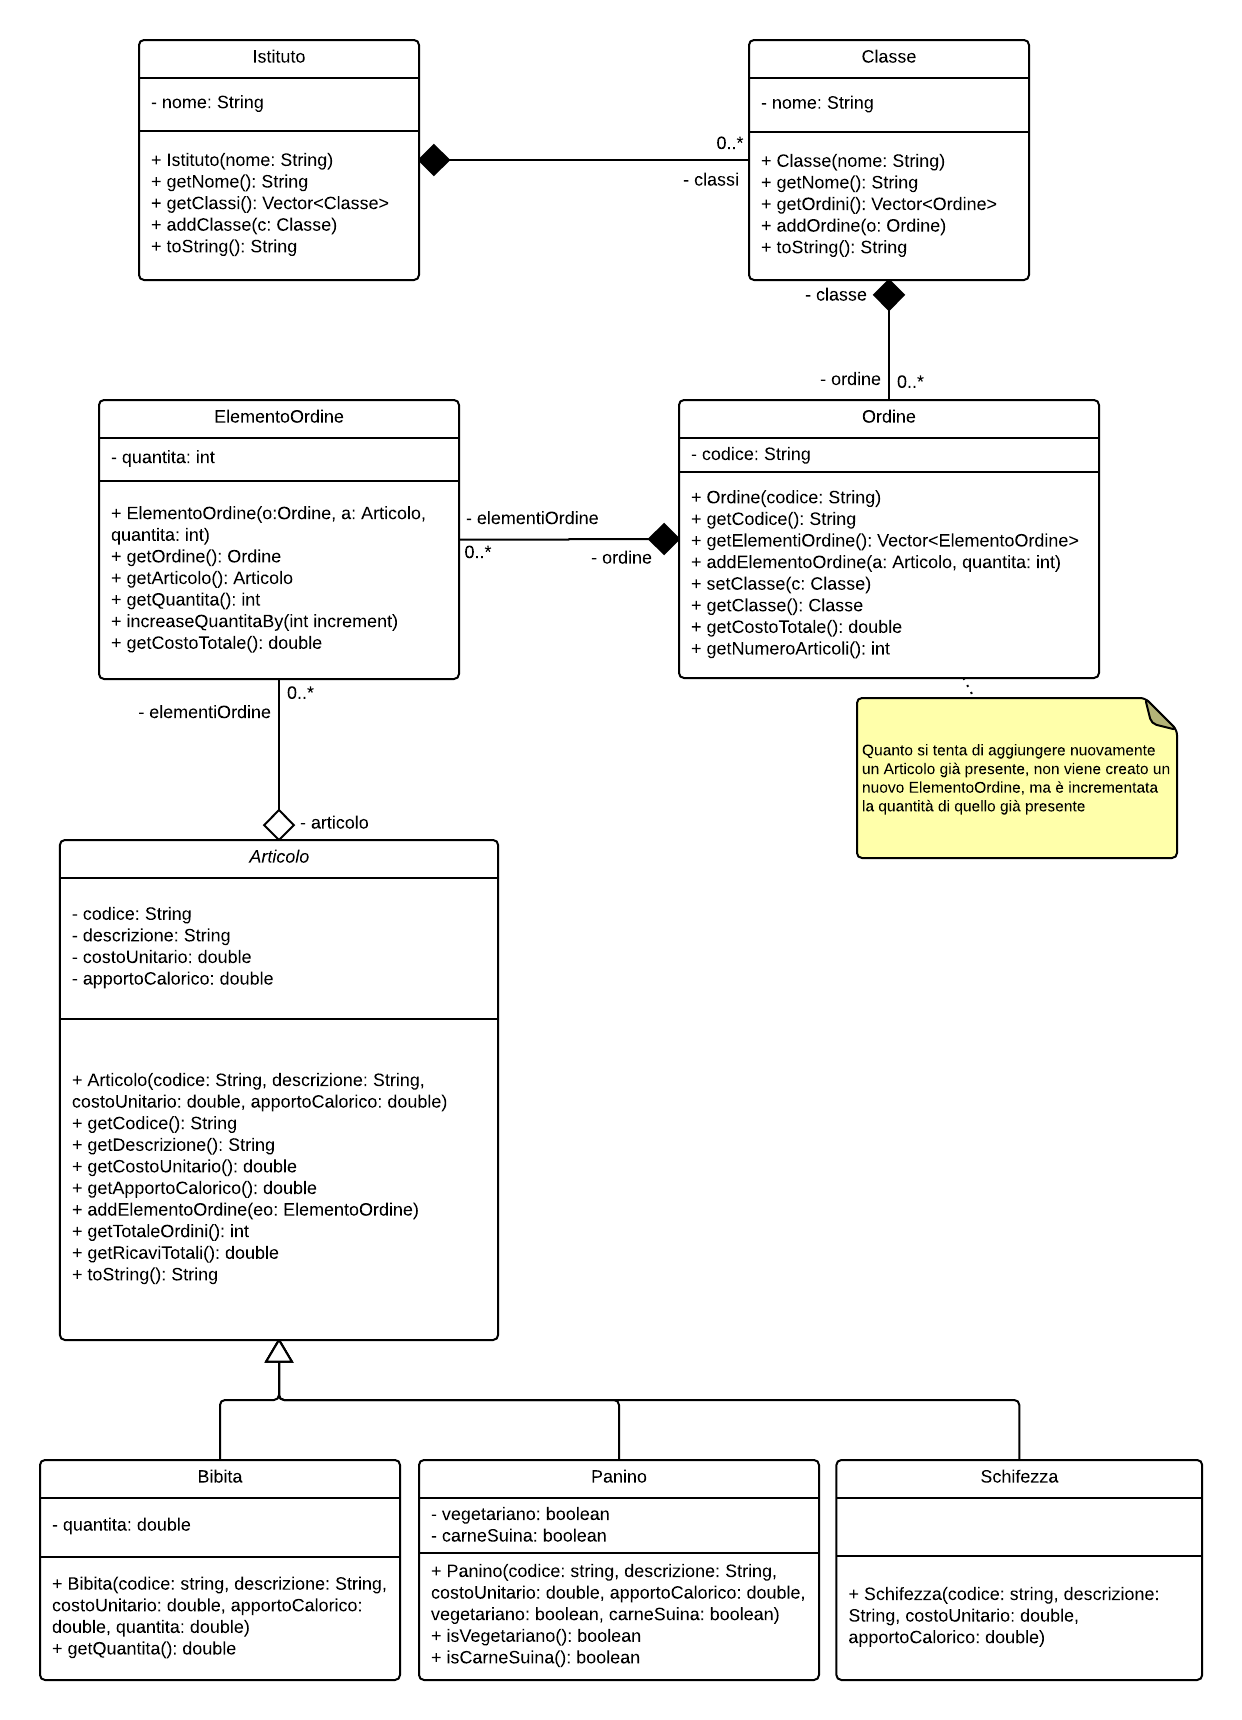 Istituto
- nome: String
+ Istituto(nome: String)
+ getNome(): String
+ getClassi(): Vector<Classe>
+ addClasse(c: Classe)
+ toString(): String
0..*
- classi
Classe
- nome: String
+ Classe(nome: String)
+ getNome(): String
+ getOrdini(): Vector<Ordine>
+ addOrdine(o: Ordine)
+ toString(): String
- classe
- ordine
0..*
ElementoOrdine
- quantita: int
+ ElementoOrdine(o:Ordine, a: Articolo,
quantita: int)
+ getOrdine(): Ordine
+ getArticolo(): Articolo
+ getQuantita(): int
+ increaseQuantitaBy(int increment)
+ getCostoTotale(): double
- elementiOrdine
0..*
- ordine
Ordine
- codice: String
+ Ordine(codice: String)
+ getCodice(): String
+ getElementiOrdine(): Vector<ElementoOrdine>
+ addElementoOrdine(a: Articolo, quantita: int)
+ setClasse(c: Classe)
+ getClasse(): Classe
+ getCostoTotale(): double
+ getNumeroArticoli(): int
Quanto si tenta di aggiungere nuovamente
un Articolo già presente, non viene creato un
nuovo ElementoOrdine, ma è incrementata
la quantità di quello già presente
0..*
- elementiOrdine
- articolo
Articolo
- codice: String
- descrizione: String
- costoUnitario: double
- apportoCalorico: double
+ Articolo(codice: String, descrizione: String,
costoUnitario: double, apportoCalorico: double)
+ getCodice(): String
+ getDescrizione(): String
+ getCostoUnitario(): double
+ getApportoCalorico(): double
+ addElementoOrdine(eo: ElementoOrdine)
+ getTotaleOrdini(): int
+ getRicaviTotali(): double
+ toString(): String
Bibita
- quantita: double
+ Bibita(codice: string, descrizione: String,
costoUnitario: double, apportoCalorico:
double, quantita: double)
+ getQuantita(): double
Panino
- vegetariano: boolean
- carneSuina: boolean
+ Panino(codice: string, descrizione: String,
costoUnitario: double, apportoCalorico: double,
vegetariano: boolean, carneSuina: boolean)
+ isVegetariano(): boolean
+ isCarneSuina(): boolean
Schifezza
+ Schifezza(codice: string, descrizione:
String, costoUnitario: double,
apportoCalorico: double)